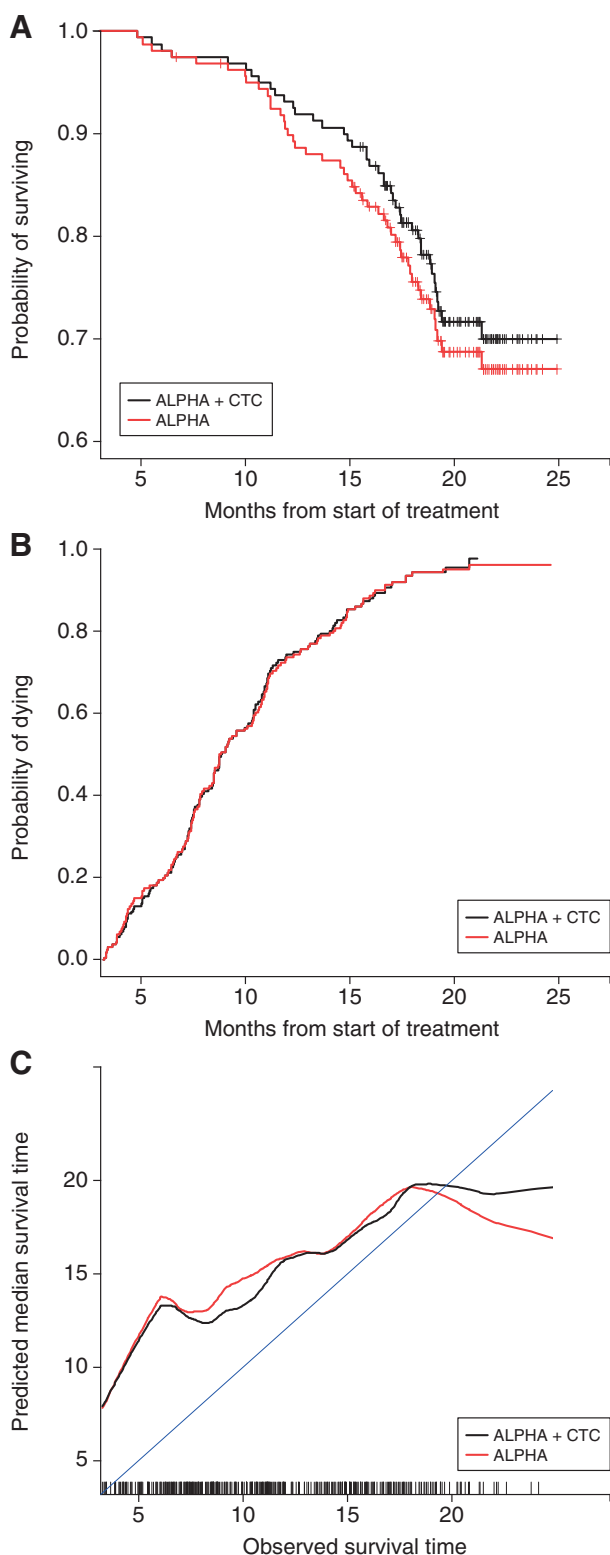 A
Probability of surviving
1.0
0.9
0.8
0.7
0.6
ALPHA + CTC
ALPHA
5 10 15 20 25
Months from start of treatment
B
Probability of dying
1.0
0.8
0.6
0.4
0.2
0.0
ALPHA + CTC
ALPHA
5 10 15 20 25
Months from start of treatment
C
Predicted median survival time
20
15
10
5
ALPHA + CTC
ALPHA
5 10 15 20
Observed survival time